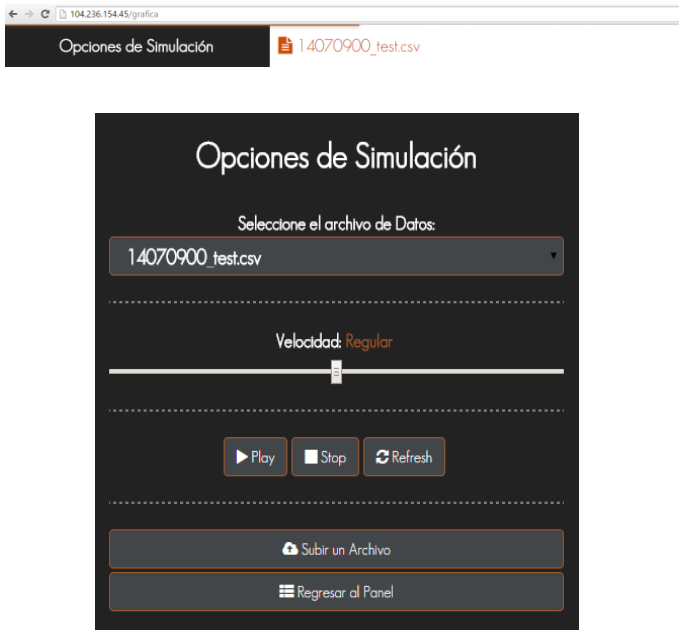 104.236.154.45/grafica
Opciones de Simulación 14070900_test.csv
Opciones de Simulación
Seleccione el archivo de Datos:
14070900_test.csv
Velocidad: Regular
Play Stop Refresh
Subir un Archivo
Regresar al Panel